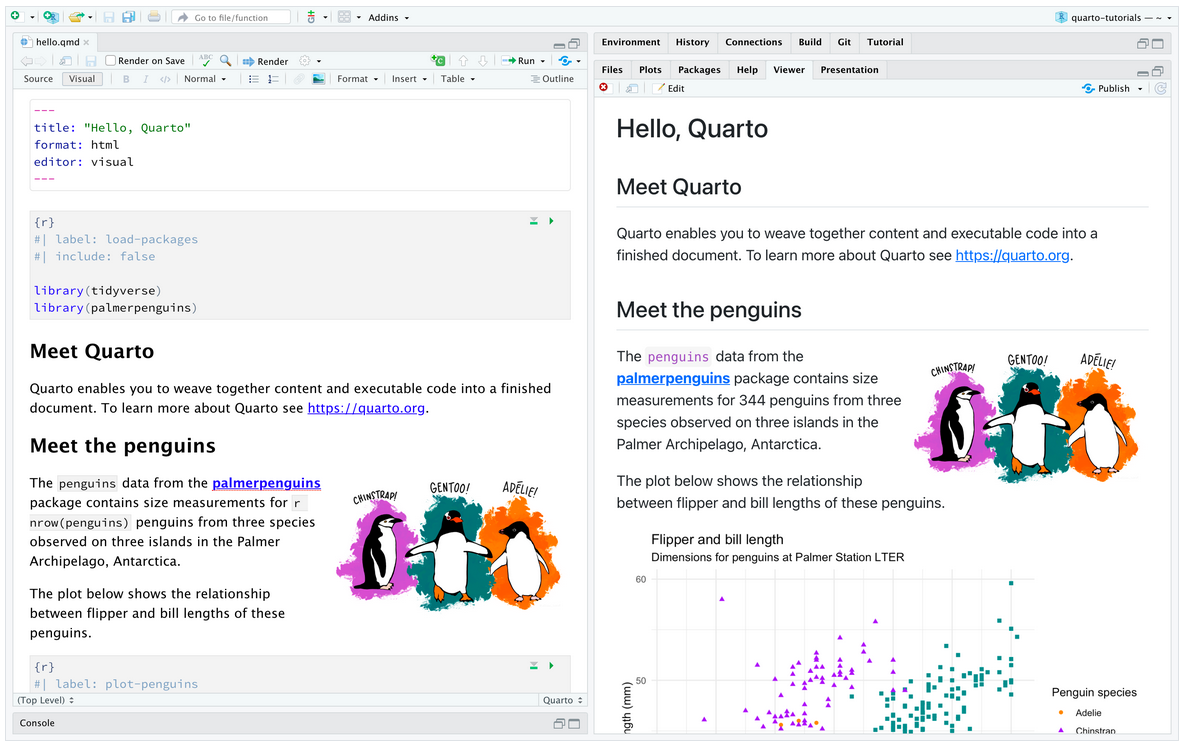 Go to file/function
Addins
quarto-tutorials — ~
hello.qmd
Render on Save
ABC
Render
Run
Source
Visual
B
I
</>
Normal
Format
Insert
Table
Outline
---
title: "Hello, Quarto"
format: html
editor: visual
---
{r}
#| label: load-packages
#| include: false
library(tidyverse)
library(palmerpenguins)
Meet Quarto
Quarto enables you to weave together content and executable code into a finished
document. To learn more about Quarto see https://quarto.org.
Meet the penguins
The penguins data from the palmerpenguins
package contains size measurements for r
nrow(penguins) penguins from three species
observed on three islands in the Palmer
Archipelago, Antarctica.
CHINSTRAP!
GENTOO!
ADÉLIE!
The plot below shows the relationship
between flipper and bill lengths of these
penguins.
{r}
#| label: plot-penguins
(Top Level)
Quarto
Console
Environment
History
Connections
Build
Git
Tutorial
Files
Plots
Packages
Help
Viewer
Presentation
Edit
Publish
Hello, Quarto
Meet Quarto
Quarto enables you to weave together content and executable code into a
finished document. To learn more about Quarto see https://quarto.org.
Meet the penguins
The penguins data from the
palmerpenguins package contains size
measurements for 344 penguins from three
species observed on three islands in the
Palmer Archipelago, Antarctica.
CHINSTRAP!
GENTOO!
ADÉLIE!
The plot below shows the relationship
between flipper and bill lengths of these penguins.
Flipper and bill length
Dimensions for penguins at Palmer Station LTER
60
50
(mm)
Penguin species
Adelie
Chinstrap